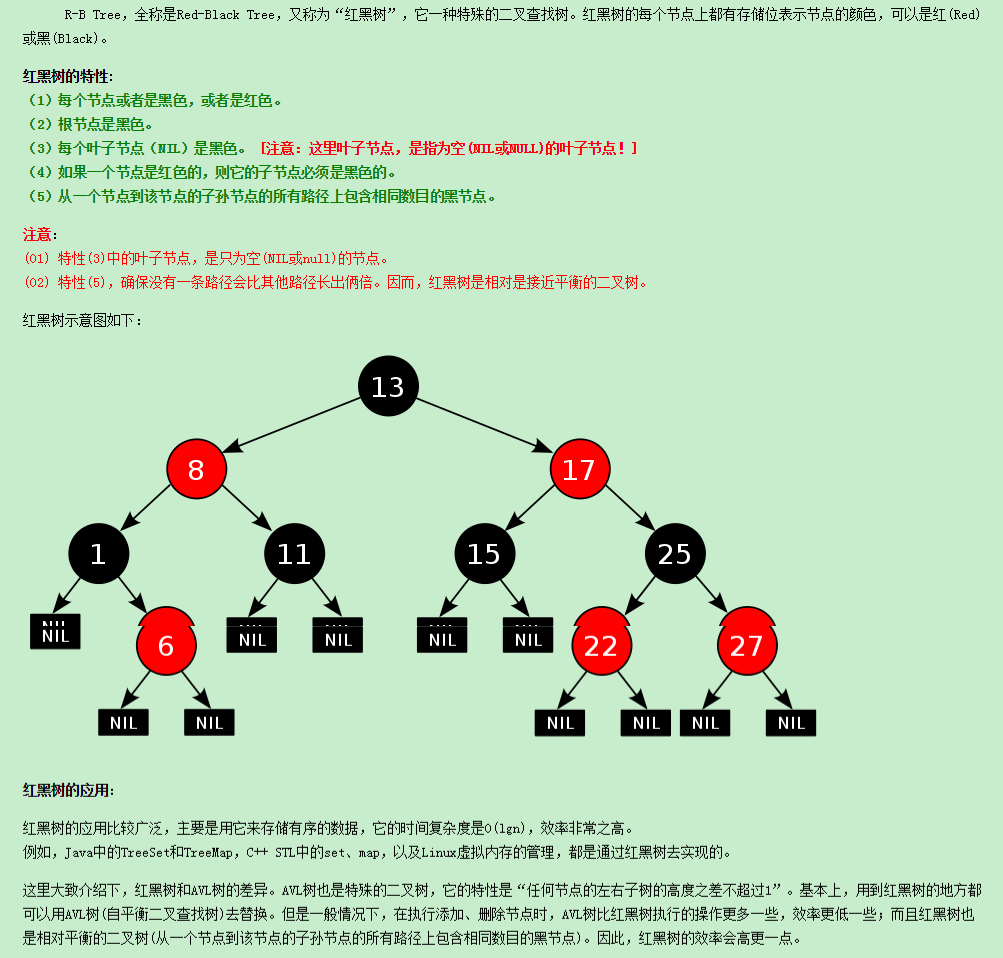 R-B Tree，全称是Red-Black Tree，又称为“红黑树”，它一种特殊的二叉查找树。红黑树的每个节点上都有存储位表示节点的颜色，可以是红(Red)
或黑(Black)。
红黑树的特性:
（1）每个节点或者是黑色，或者是红色。
（2）根节点是黑色。
（3）每个叶子节点（NIL）是黑色。 [注意：这里叶子节点，是指为空(NIL或NULL)的叶子节点！]
（4）如果一个节点是红色的，则它的子节点必须是黑色的。
（5）从一个节点到该节点的子孙节点的所有路径上包含相同数目的黑节点。
注意：
(01) 特性(3)中的叶子节点，是只为空(NIL或null)的节点。
(02) 特性(5)，确保没有一条路径会比其他路径长出俩倍。因而，红黑树是相对是接近平衡的二叉树。
红黑树示意图如下：
13
8 17
1 11 15 25
NIL 6 NIL NIL NIL NIL 22 27
NIL NIL NIL NIL NIL NIL
红黑树的应用：
红黑树的应用比较广泛，主要是用它来存储有序的数据，它的时间复杂度是O(lgn)，效率非常之高。
例如，Java中的TreeSet和TreeMap，C++ STL中的set、map，以及Linux虚拟内存的管理，都是通过红黑树去实现的。
这里大致介绍下，红黑树和AVL树的差异。AVL树也是特殊的二叉树，它的特性是“任何节点的左右子树的高度之差不超过1”。基本上，用到红黑树的地方都
可以用AVL树(自平衡二叉查找树)去替换。但是一般情况下，在执行添加、删除节点时，AVL树比红黑树执行的操作更多一些，效率更低一些；而且红黑树也
是相对平衡的二叉树(从一个节点到该节点的子孙节点的所有路径上包含相同数目的黑节点)。因此，红黑树的效率会高更一点。